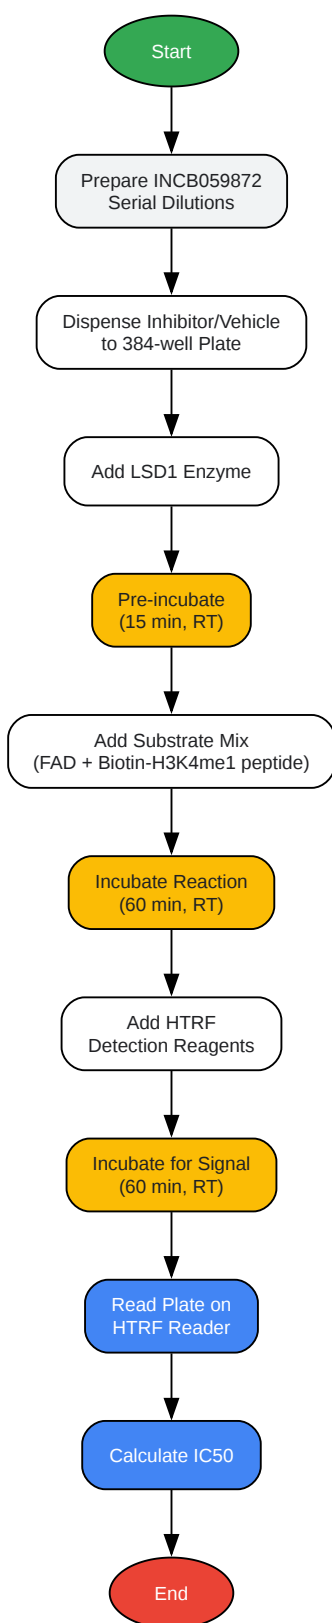 Start
Prepare INCB059872
Serial Dilutions
Dispense Inhibitor/Vehicle
to 384-well Plate
Add LSD1 Enzyme
Pre-incubate
(15 min, RT)
Add Substrate Mix
(FAD + Biotin-H3K4me1 peptide)
Incubate Reaction
(60 min, RT)
Add HTRF
Detection Reagents
Incubate for Signal
(60 min, RT)
Read Plate on
HTRF Reader
Calculate IC50
End